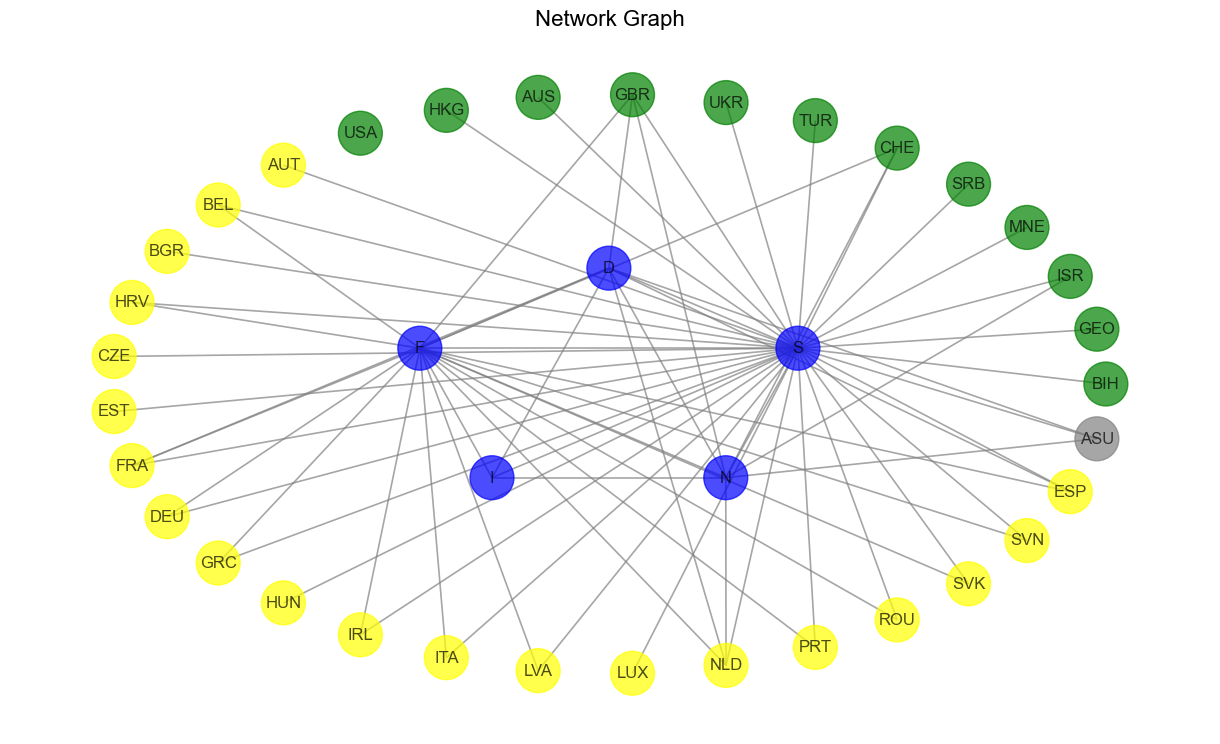 Network Graph
GBR
AUS
UKR
HKG
TUR
USA
CHE
AUT
SRB
BEL
MNE
BGR
D
ISR
HRV
GEO
F
S
CZE
BIH
EST
ASU
FRA
I
N
ESP
DEU
SVN
GRC
SVK
HUN
ROU
IRL
PRT
ITA
NLD
LVA
LUX